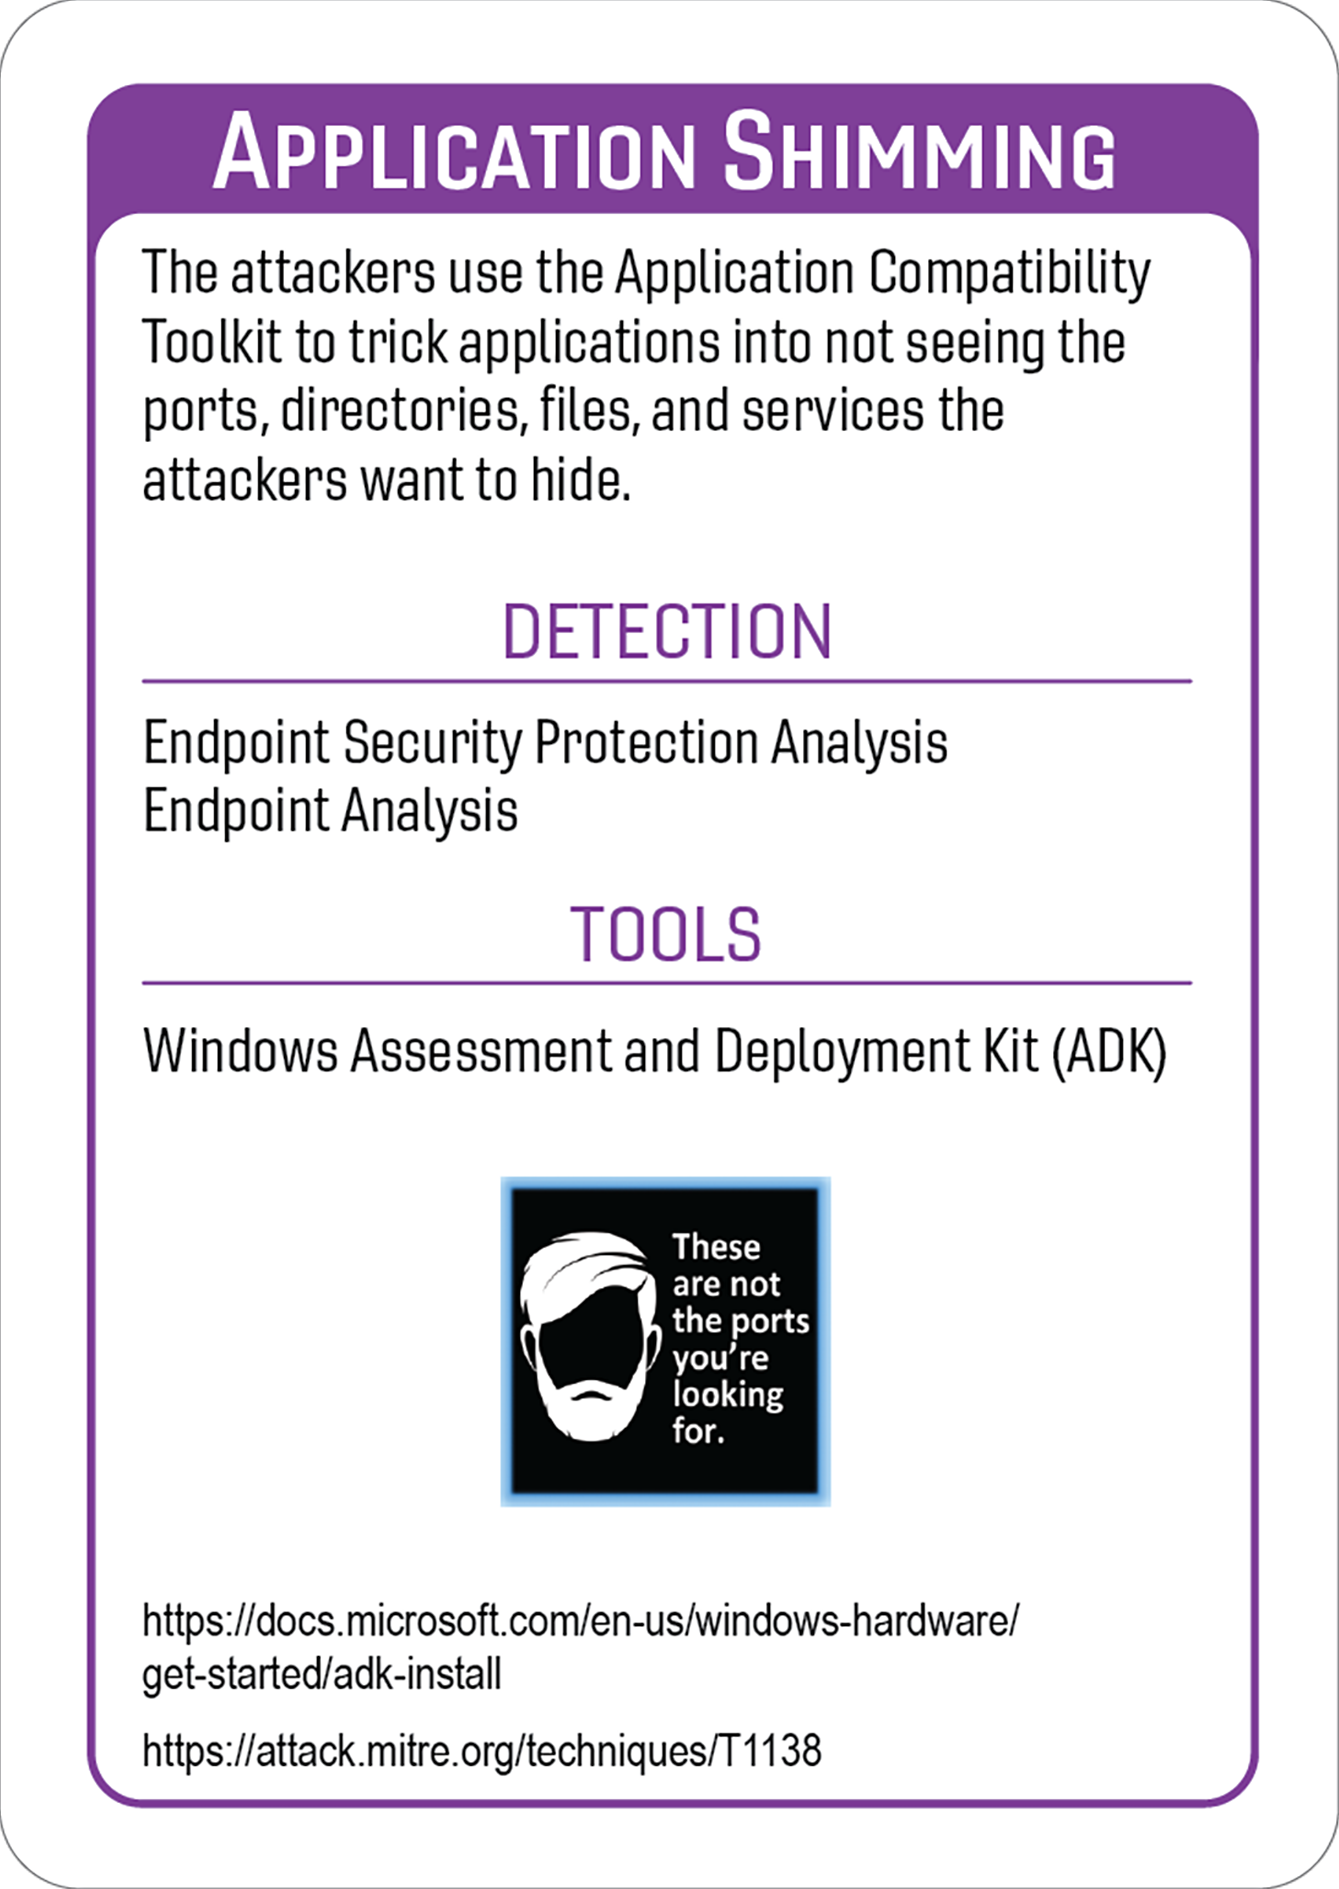 Application Shimming
The attackers use the Application Compatibility
Toolkit to trick applications into not seeing the
ports, directories, files, and services the
attackers want to hide.
DETECTION
Endpoint Security Protection Analysis
Endpoint Analysis
TOOLS
Windows Assessment and Deployment Kit (ADK)
These
are not
the ports
you're
looking
for.
https://docs.microsoft.com/en-us/windows-hardware/
get-started/adk-install
https://attack.mitre.org/techniques/T1138